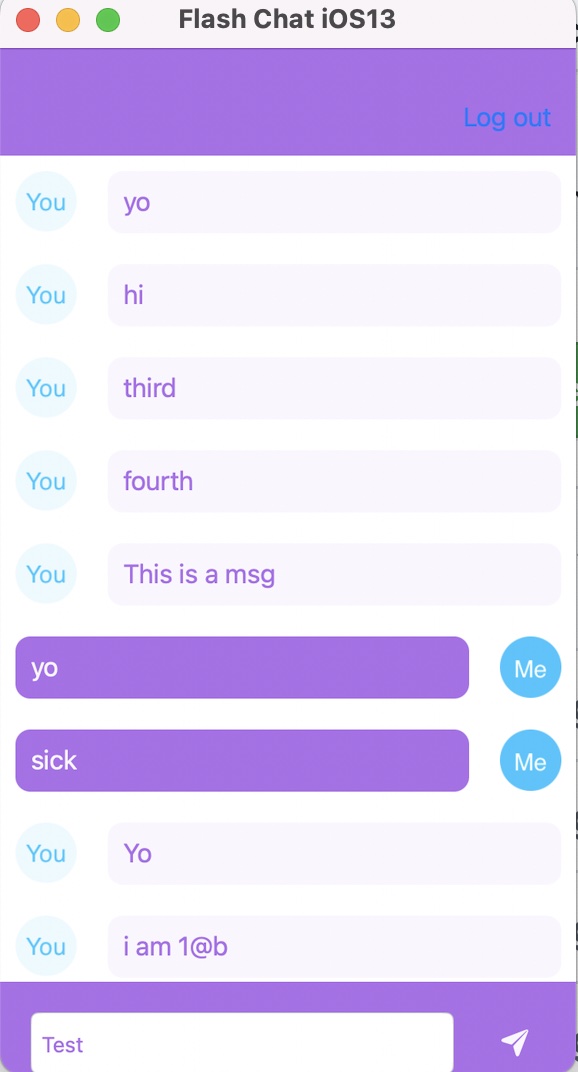 Flash Chat iOS13
Log out
You yo
You hi
You third
You fourth
You This is a msg
yo Me
sick Me
You Yo
You i am 1@b
Test